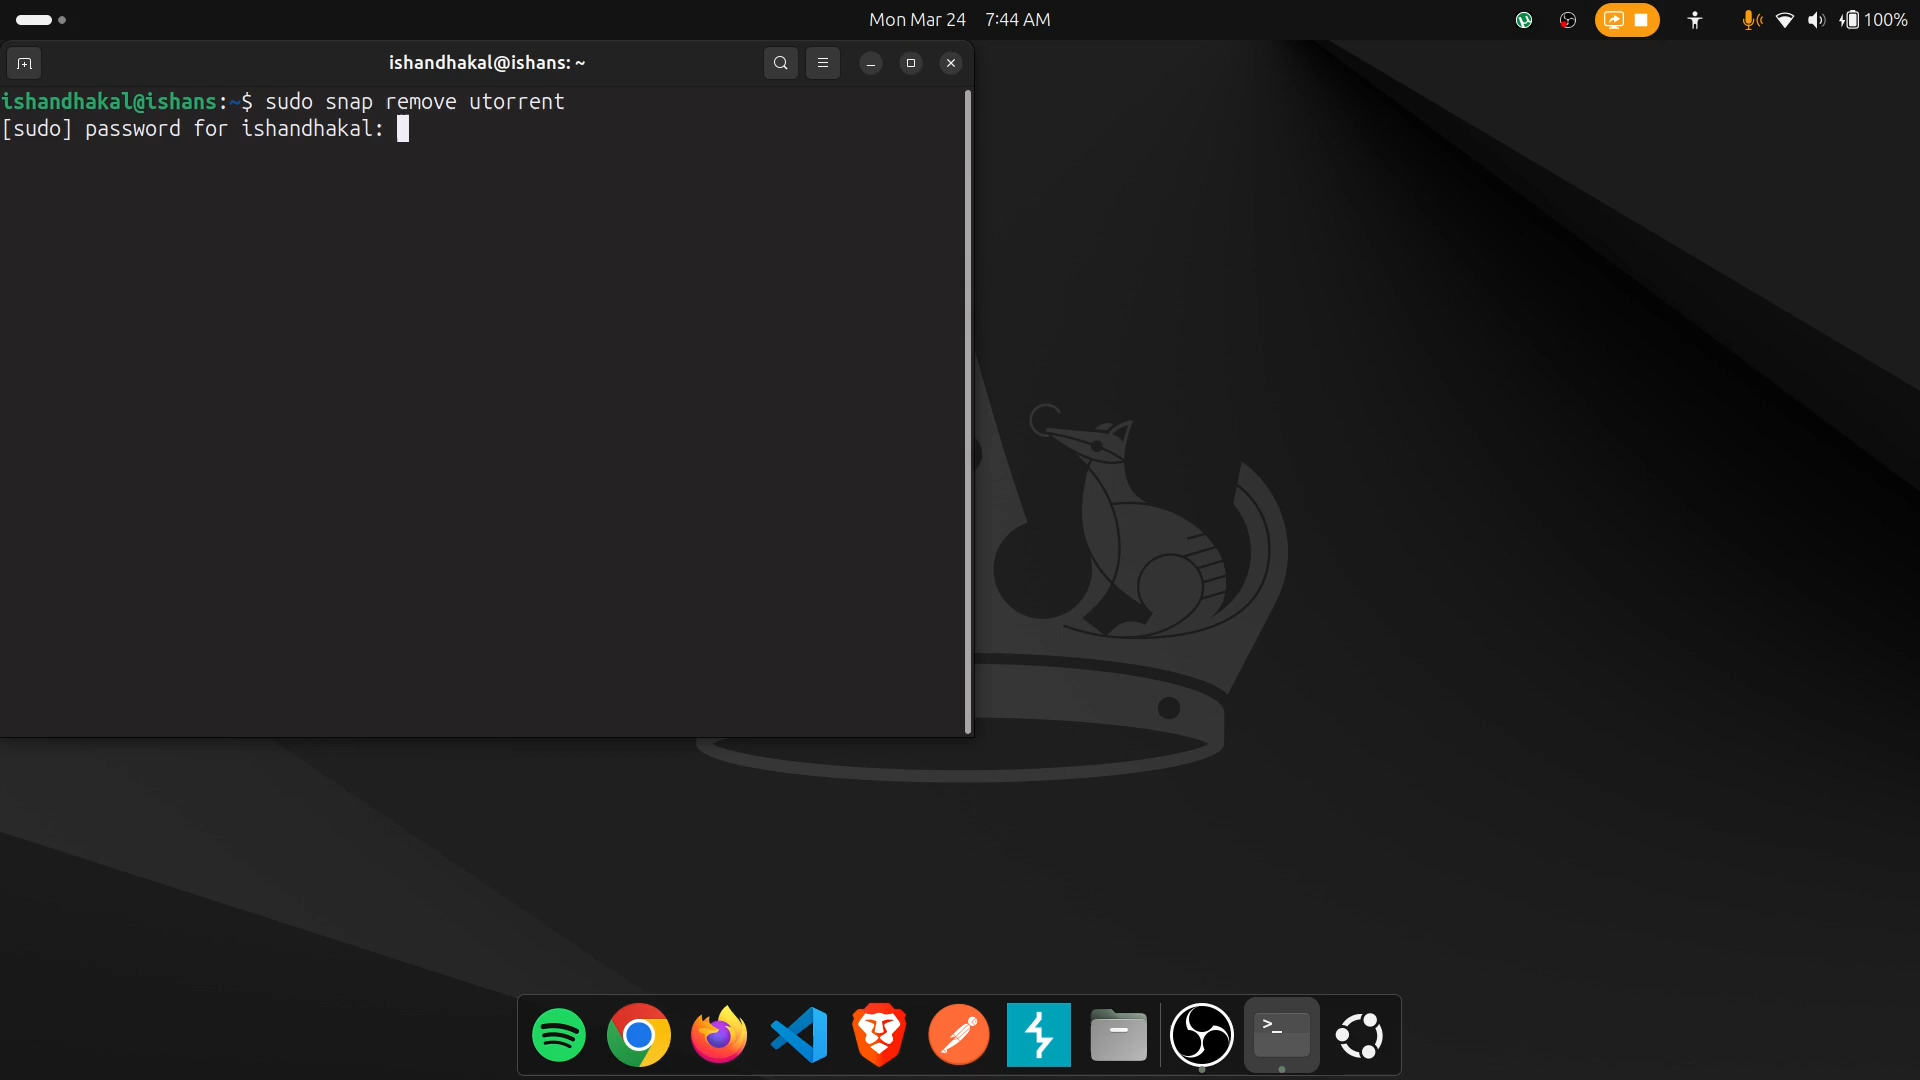 Mon Mar 24 7:44 AM
100%
ishandhakal@ishans: ~
ishandhakal@ishans:~$ sudo snap remove utorrent
[sudo] password for ishandhakal:
>_